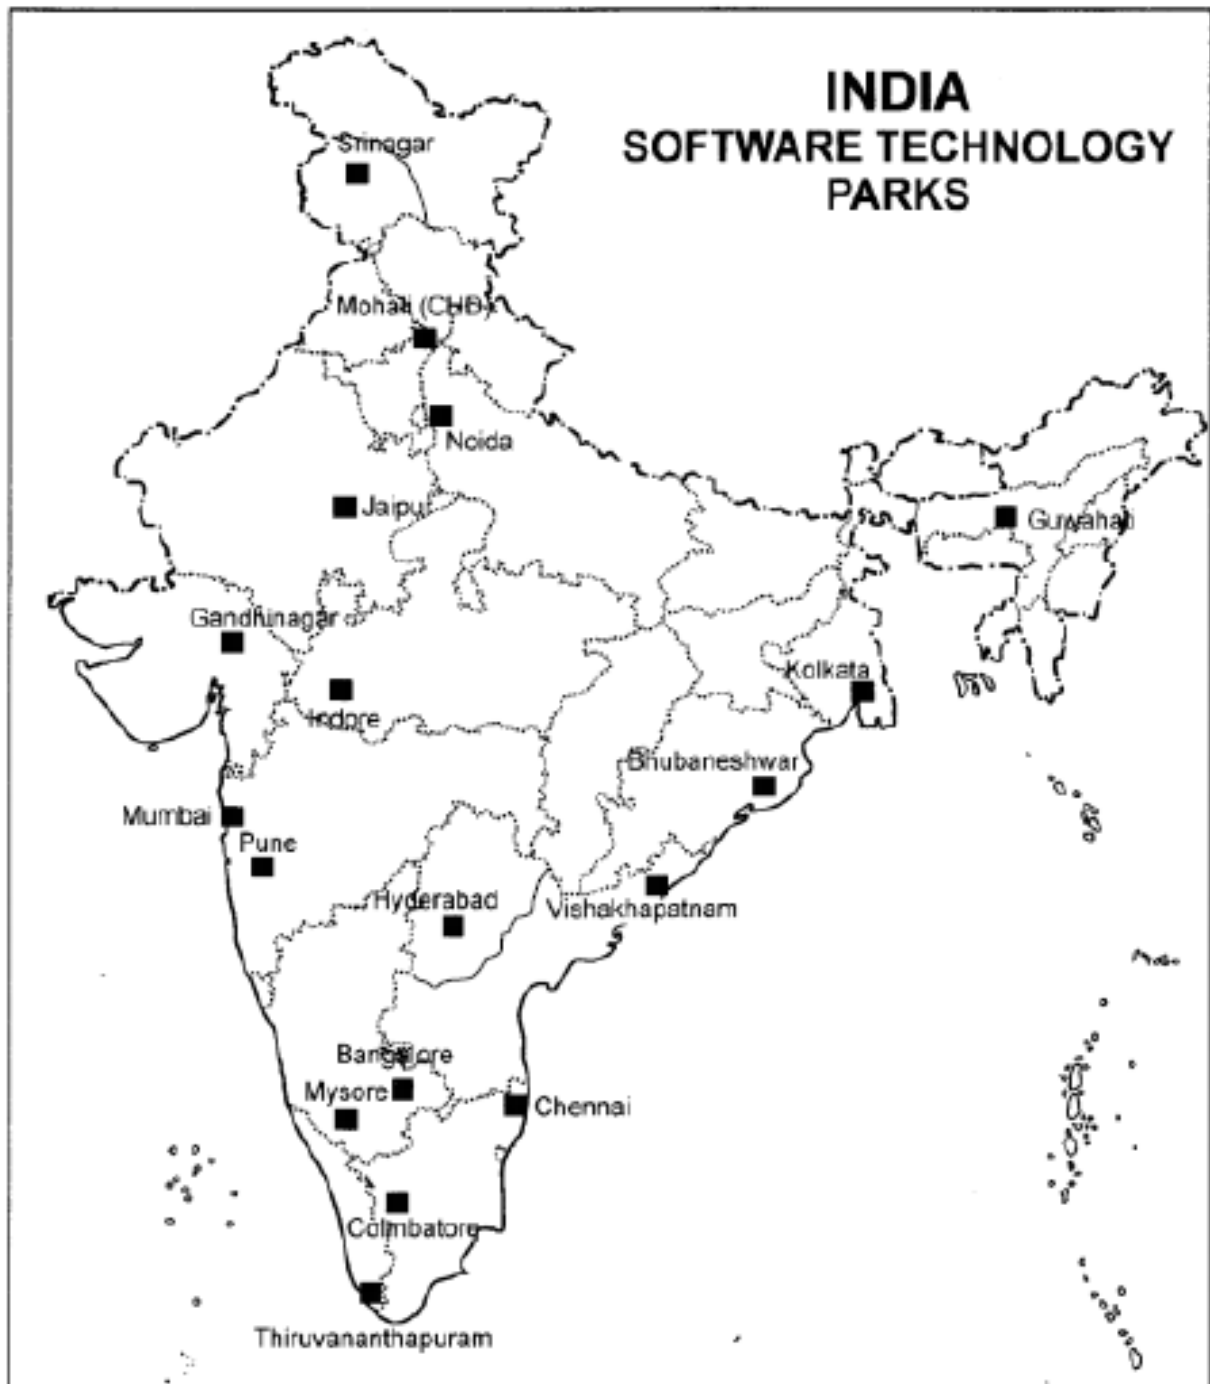 INDIA
SOFTWARE TECHNOLOGY
PARKS
Srinagar
Mohali (CHD)
Noida
Jaipur
Guwahati
Gandhinagar
Kolkata
Indore
Bhubaneshwar
Mumbai
Pune
Hyderabad
Vishakhapatnam
Bangalore
Mysore
Chennai
Coimbatore
Thiruvananthapuram